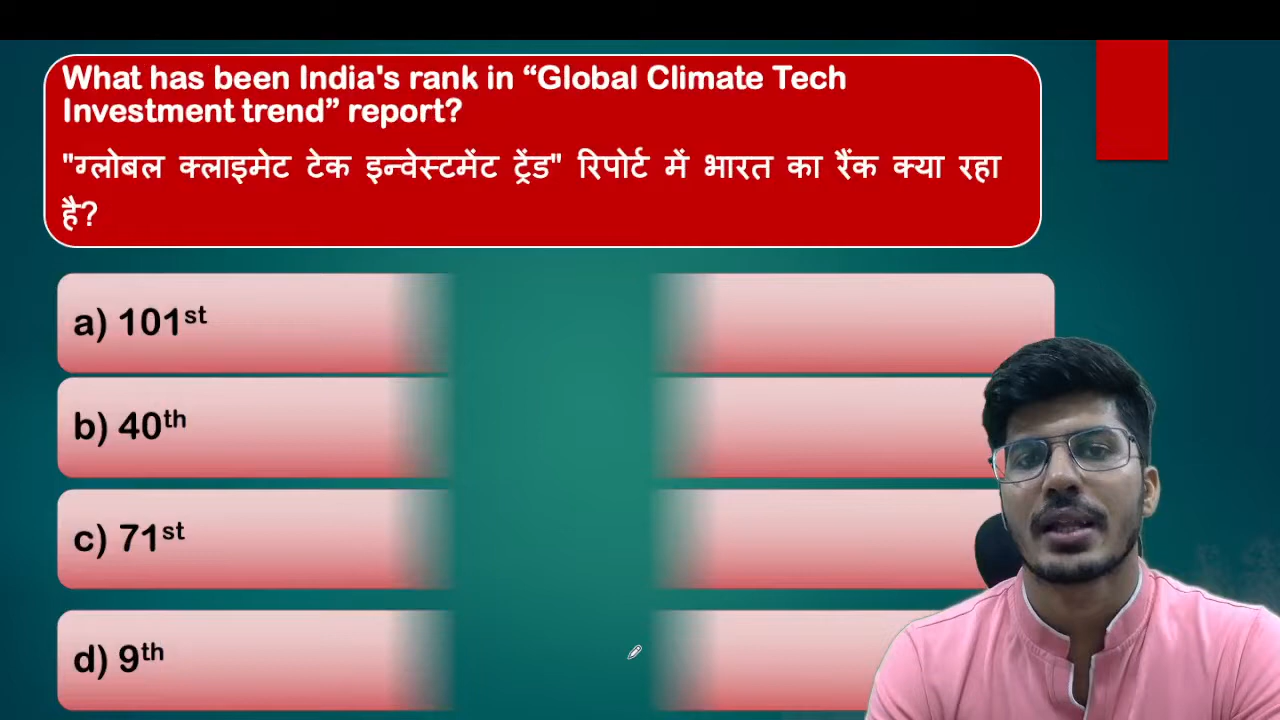 What has been India's rank in “Global Climate Tech
Investment trend” report?
"ग्लोबल क्लाइमेट टेक इन्वेस्टमेंट ट्रेंड" रिपोर्ट में भारत का रैंक क्या रहा
है?
a) 101st
b) 40th
c) 71st
d) 9th